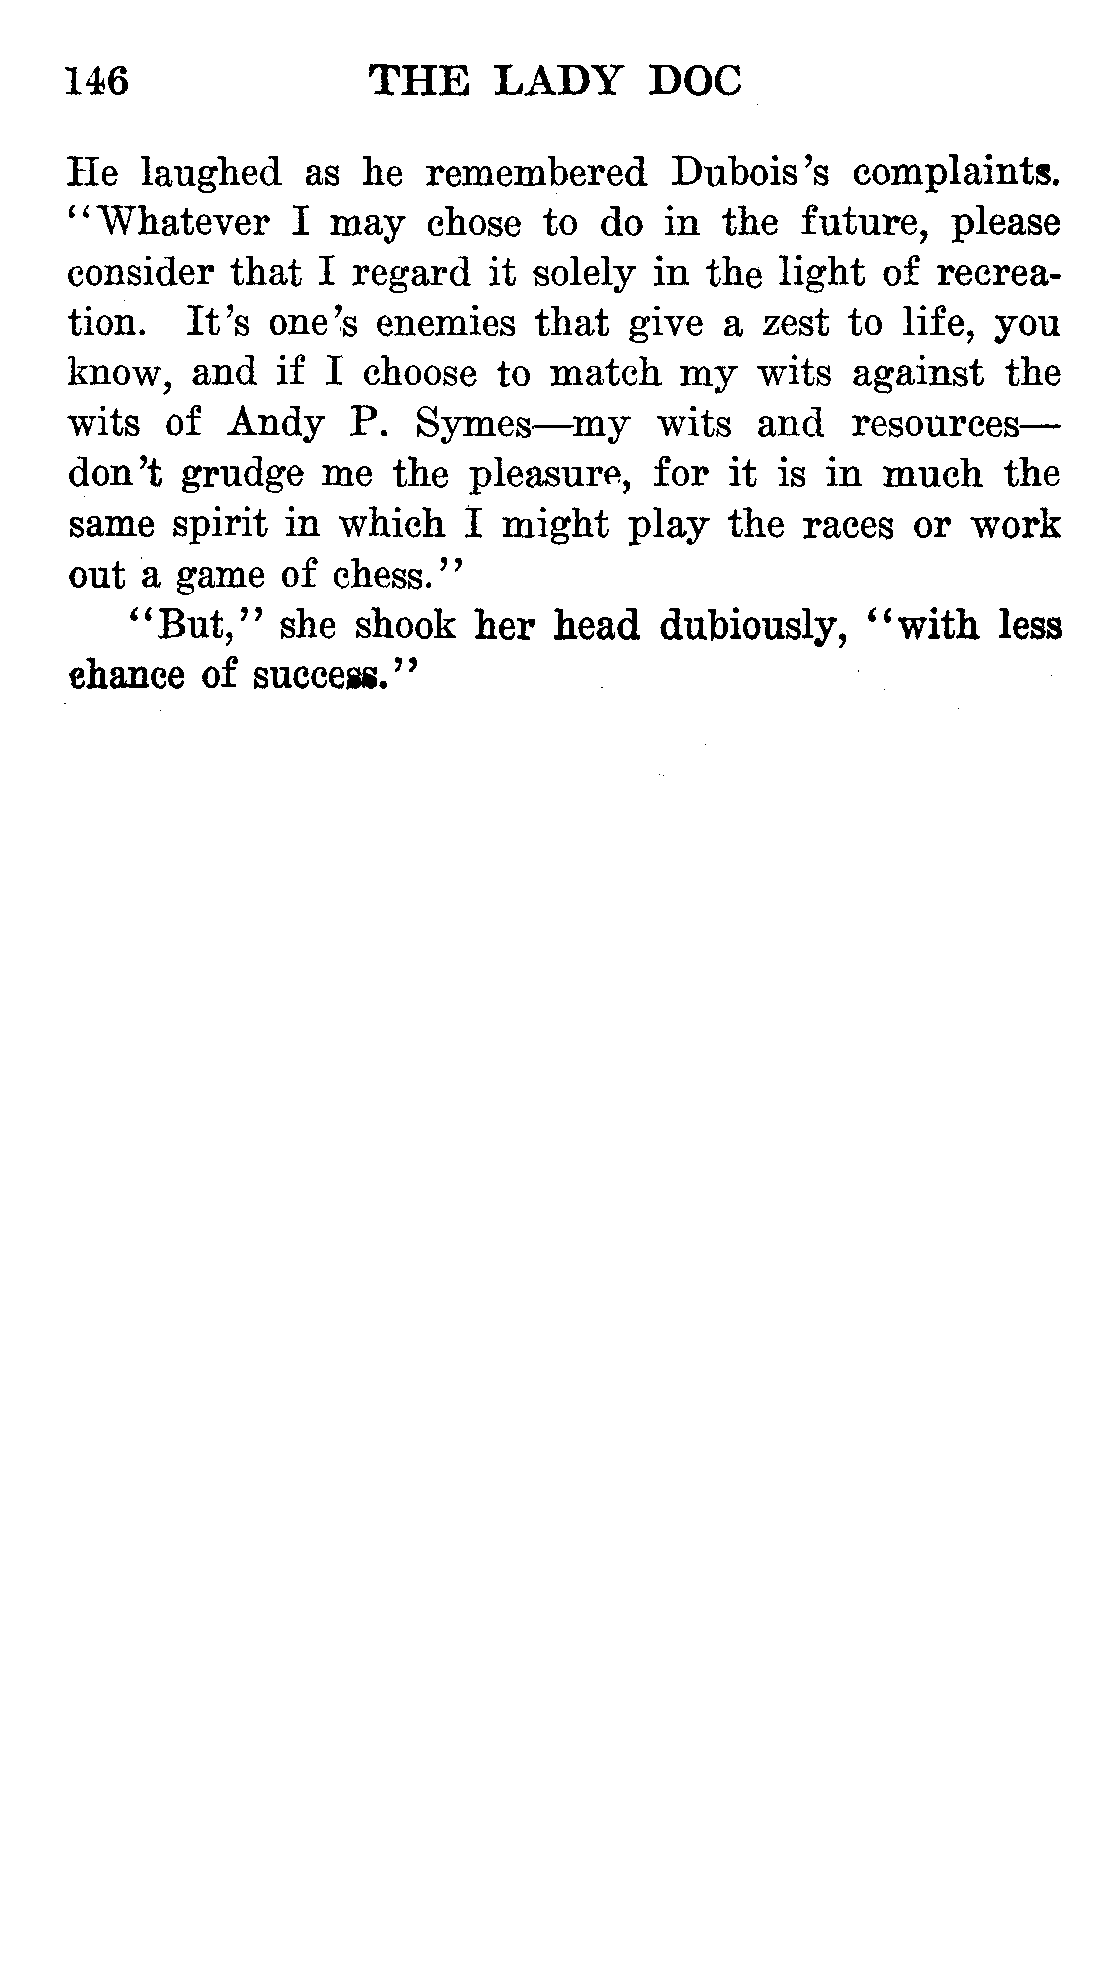 146 THE LADY DOC
He laughed as he remembered Dubois's complaints.
"Whatever I may chose to do in the future, please
consider that I regard it solely in the light of recrea-
tion. It's one's enemies that give a zest to life, you
know, and if I choose to match my wits against the
wits of Andy P. Symes—my wits and resources—
don't grudge me the pleasure, for it is in much the
same spirit in which I might play the races or work
out a game of chess."
"But," she shook her head dubiously, "with less
chance of success."